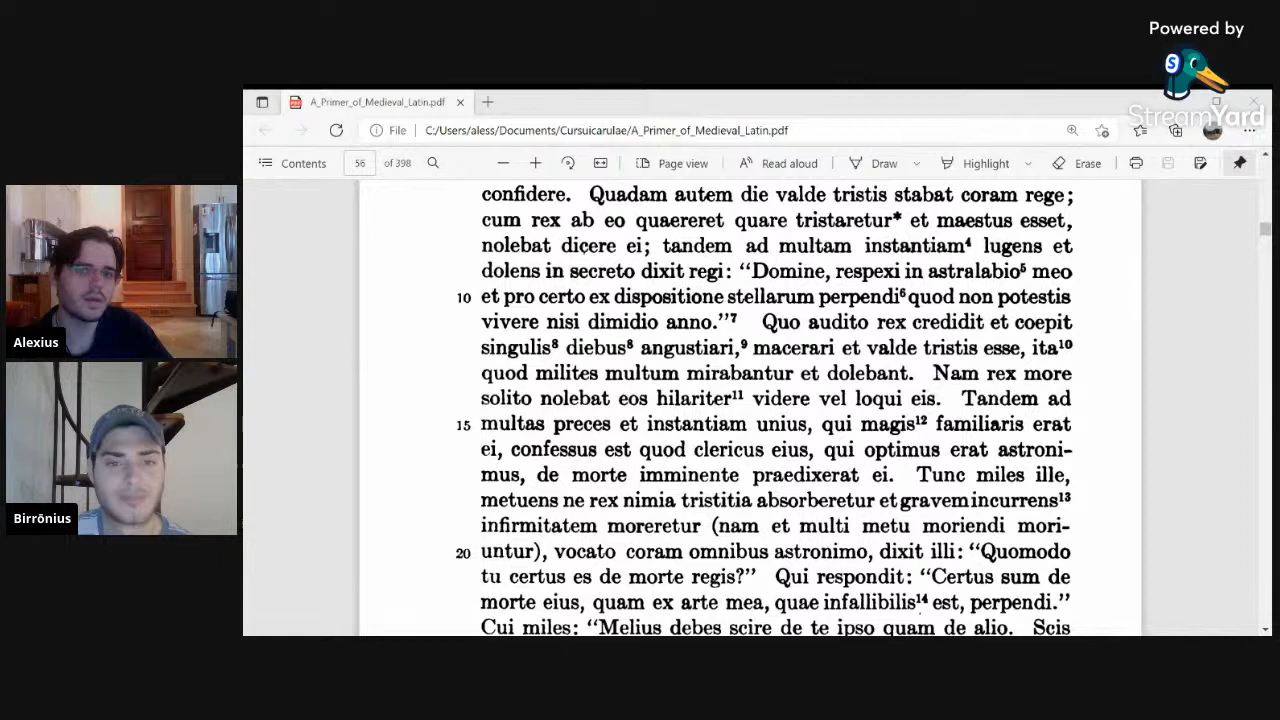 Powered by
StreamYard
A_Primer_of_Medieval_Latin.pdf
File C:/Users/aless/Documents/Cursuicarulae/A_Primer_of_Medieval_Latin.pdf
Contents 56 of 398 Page view Read aloud Draw Highlight Erase
confidere. Quadam autem die valde tristis stabat coram rege;
cum rex ab eo quaereret quare tristaretur* et maestus esset,
nolebat dicere ei; tandem ad multam instantiam⁴ lugens et
dolens in secreto dixit regi: “Domine, respexi in astralabio⁵ meo
10 et pro certo ex dispositione stellarum perpendi⁶ quod non potestis
vivere nisi dimidio anno.”⁷ Quo audito rex credidit et coepit
singulis⁸ diebus⁸ angustiari,⁹ macerari et valde tristis esse, ita¹⁰
quod milites multum mirabantur et dolebant. Nam rex more
solito nolebat eos hilariter¹¹ videre vel loqui eis. Tandem ad
15 multas preces et instantiam unius, qui magis¹² familiaris erat
ei, confessus est quod clericus eius, qui optimus erat astroni-
mus, de morte imminente praedixerat ei. Tunc miles ille,
metuens ne rex nimia tristitia absorberetur et gravem incurrens¹³
infirmitatem moreretur (nam et multi metu moriendi mori-
20 untur), vocato coram omnibus astronimo, dixit illi: “Quomodo
tu certus es de morte regis?” Qui respondit: “Certus sum de
morte eius, quam ex arte mea, quae infallibilis¹⁴ est, perpendi.”
Cui miles: “Melius debes scire de te ipso quam de alio. Scis
Alexius
Birrōnius